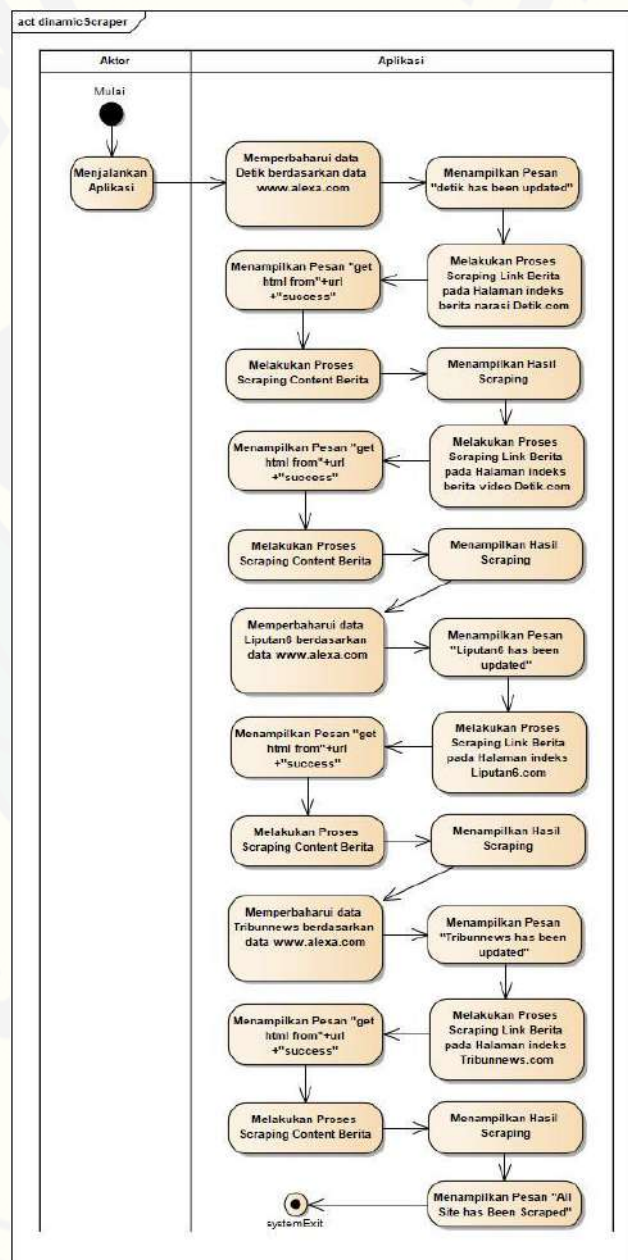 act dinamicScraper
Aktor
Aplikasi
Mulai
Menjalankan
Aplikasi
Memperbaharui data
Detik berdasarkan data
www.alexa.com
Menampilkan Pesan
"detik has been updated"
Melakukan Proses
Scraping Link Berita
pada Halaman indeks
berita narasi Detik.com
Menampilkan Pesan "get
html from"+url
+"success"
Melakukan Proses
Scraping Content Berita
Menampilkan Hasil
Scraping
Melakukan Proses
Scraping Link Berita
pada Halaman indeks
berita video Detik.com
Menampilkan Pesan "get
html from"+url
+"success"
Melakukan Proses
Scraping Content Berita
Menampilkan Hasil
Scraping
Memperbaharui data
Liputan6 berdasarkan
data www.alexa.com
Menampilkan Pesan
"Liputan6 has been
updated"
Melakukan Proses
Scraping Link Berita
pada Halaman indeks
Liputan6.com
Menampilkan Pesan "get
html from"+url
+"success"
Melakukan Proses
Scraping Content Berita
Menampilkan Hasil
Scraping
Memperbaharui data
Tribunnews berdasarkan
data www.alexa.com
Menampilkan Pesan
"Tribunnews has been
updated"
Melakukan Proses
Scraping Link Berita
pada Halaman indeks
Tribunnews.com
Menampilkan Pesan "get
html from"+url
+"success"
Melakukan Proses
Scraping Content Berita
Menampilkan Hasil
Scraping
Menampilkan Pesan "All
Site has Been Scraped"
systemExit